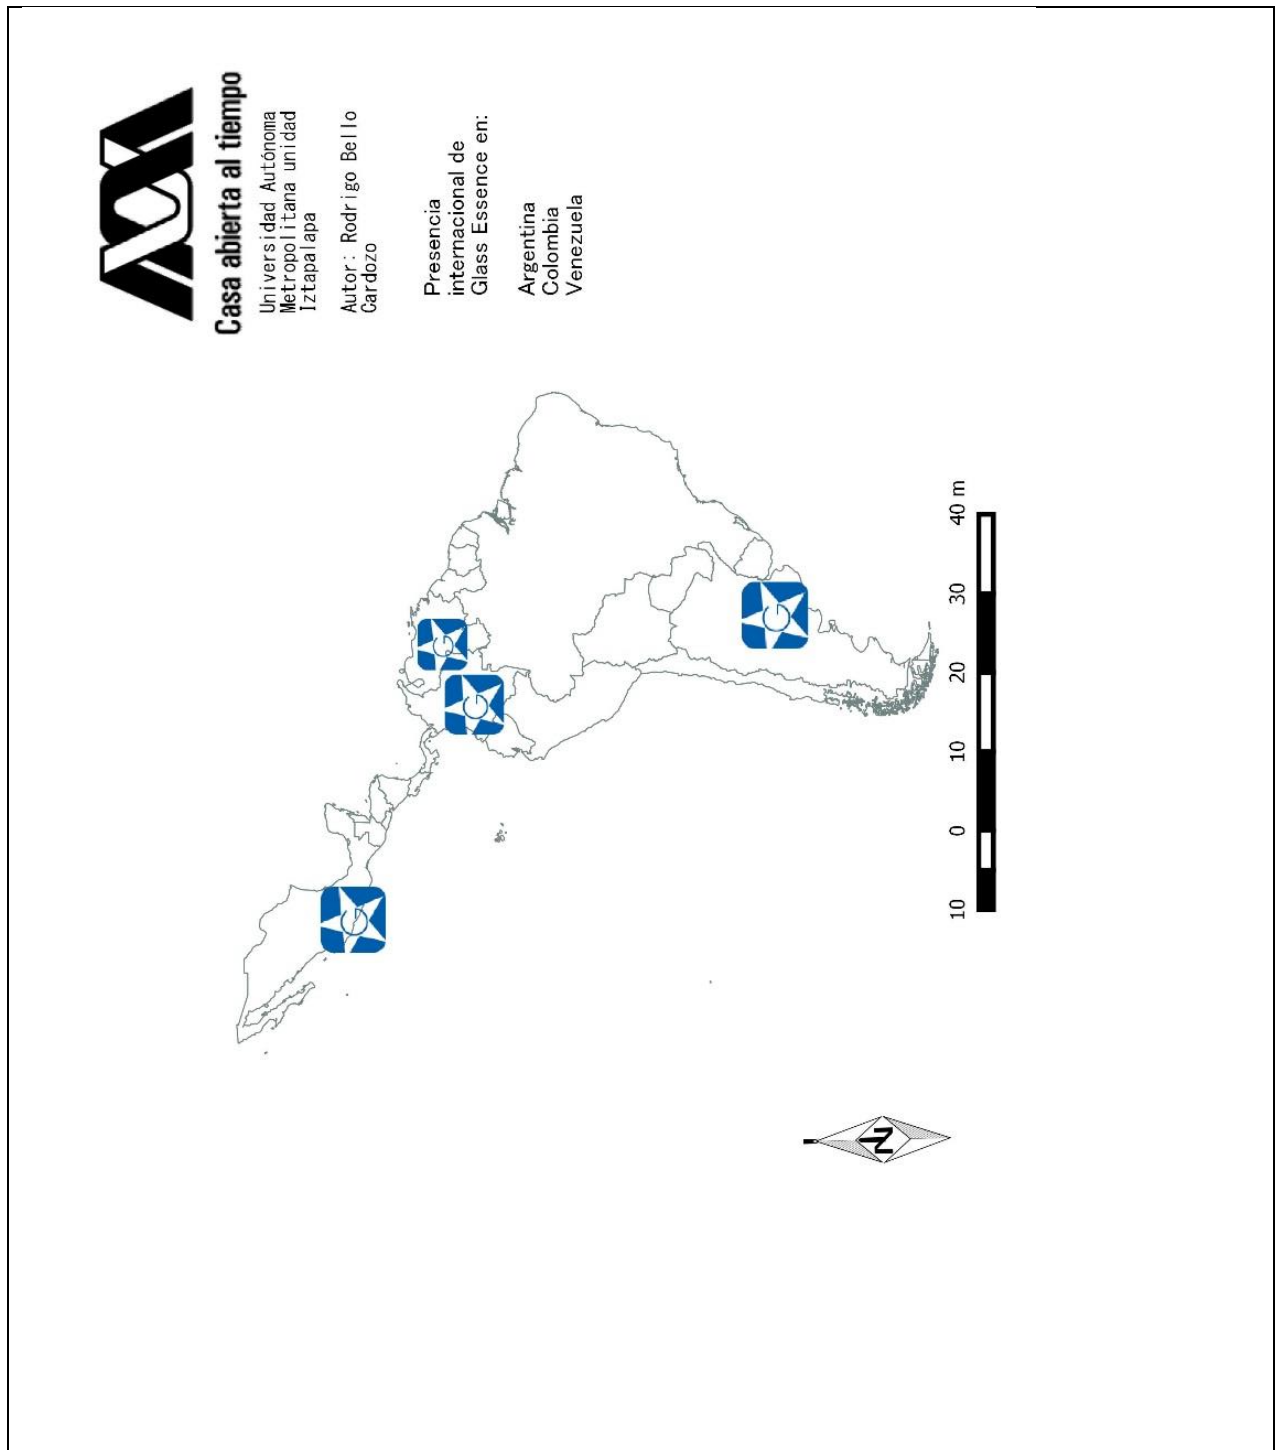 Casa abierta al tiempo
Universidad Autónoma
Metropolitana unidad
Iztapalapa
Autor: Rodrigo Bello
Cardozo
Presencia
internacional de
Glass Essence en:
Argentina
Colombia
Venezuela
G
G
G
G
10 0 10 20 30 40 m
N